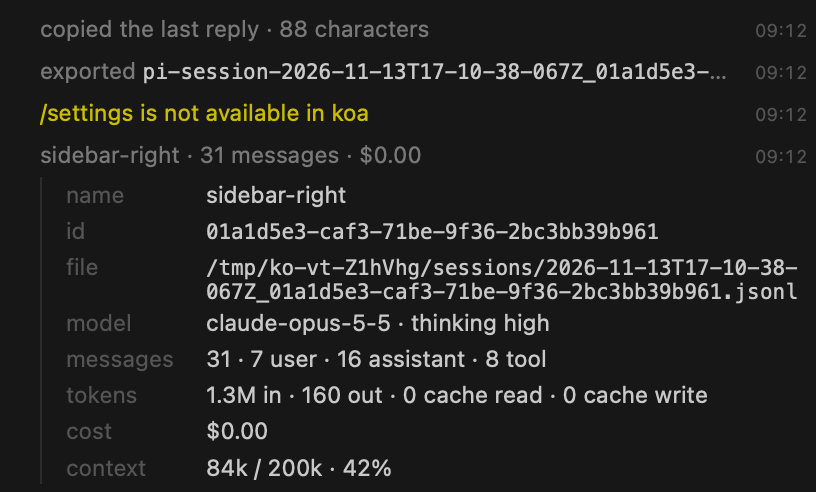 copied the last reply · 88 characters 09:12
exported pi-session-2026-11-13T17-10-38-067Z_01a1d5e3-… 09:12
/settings is not available in koa 09:12
sidebar-right · 31 messages · $0.00 09:12
name sidebar-right
id 01a1d5e3-caf3-71be-9f36-2bc3bb39b961
file /tmp/ko-vt-Z1hVhg/sessions/2026-11-13T17-10-38-
067Z_01a1d5e3-caf3-71be-9f36-2bc3bb39b961.jsonl
model claude-opus-5-5 · thinking high
messages 31 · 7 user · 16 assistant · 8 tool
tokens 1.3M in · 160 out · 0 cache read · 0 cache write
cost $0.00
context 84k / 200k · 42%